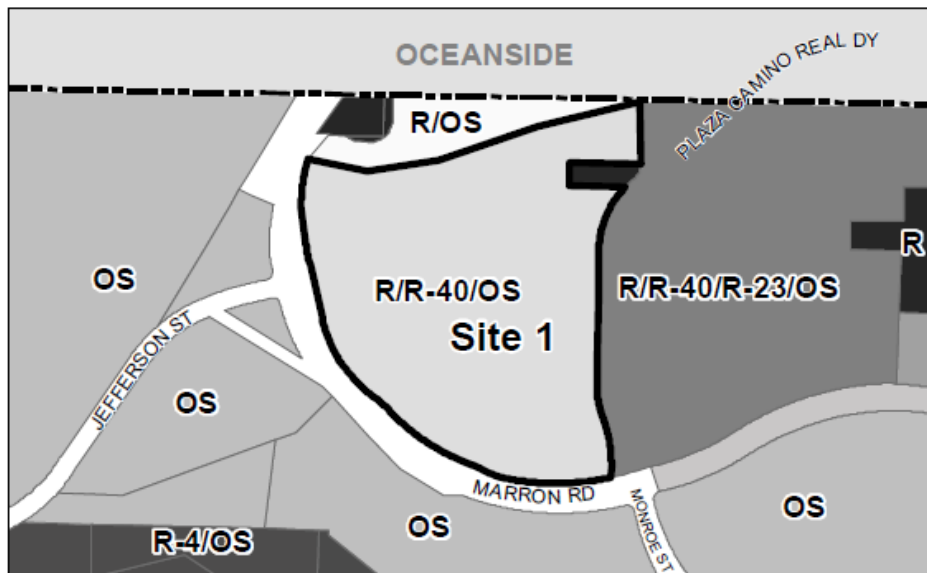 OCEANSIDE
PLAZA CAMINO REAL DY
R/OS
R
OS
R/R-40/OS
R/R-40/R-23/OS
Site 1
JEFFERSON ST
OS
MARRON RD
MONROE ST
OS
OS
R-4/OS